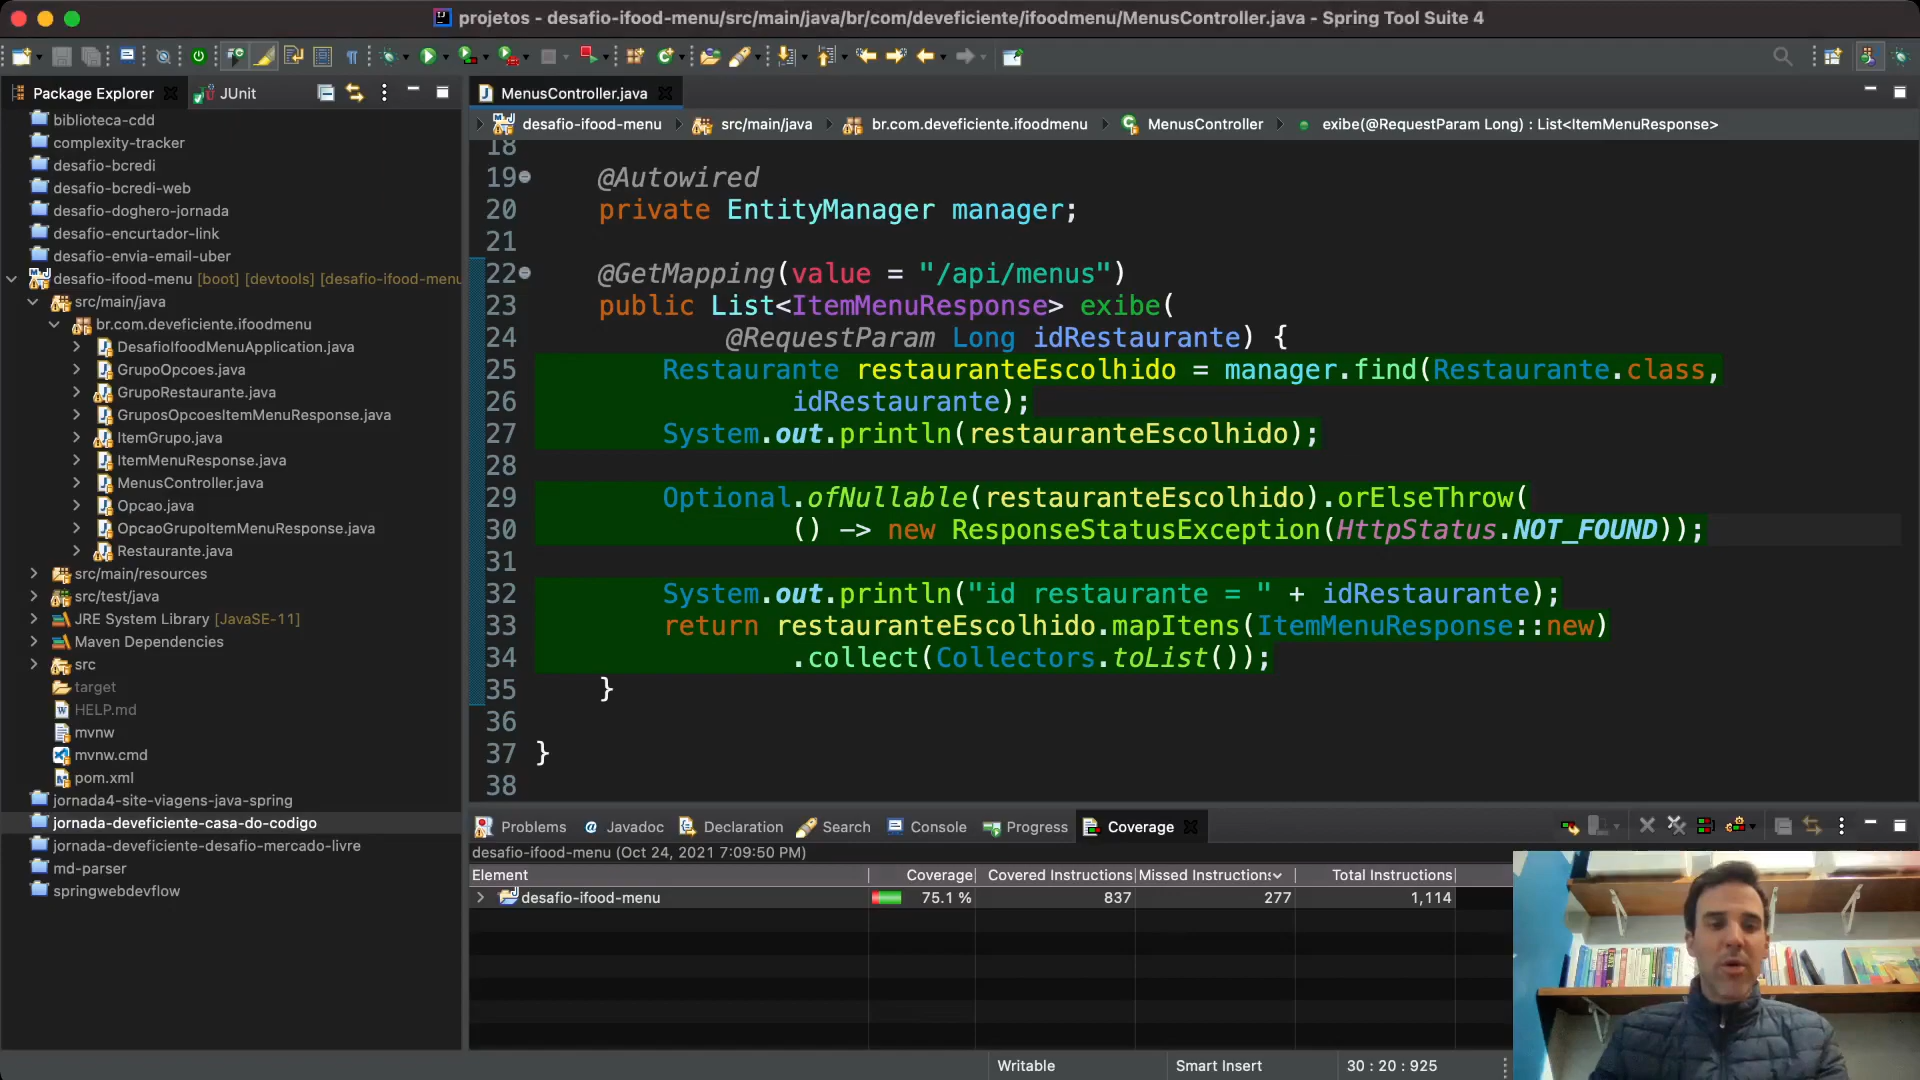 projetos - desafio-ifood-menu/src/main/java/br/com/deveficiente/ifoodmenu/MenusController.java - Spring Tool Suite 4
Package Explorer
JUnit
biblioteca-cdd
complexity-tracker
desafio-bcredi
desafio-bcredi-web
desafio-doghero-jornada
desafio-encurtador-link
desafio-envia-email-uber
desafio-ifood-menu [boot] [devtools] [desafio-ifood-menu
src/main/java
br.com.deveficiente.ifoodmenu
DesafioIfoodMenuApplication.java
GrupoOpcoes.java
GrupoRestaurante.java
GruposOpcoesItemMenuResponse.java
ItemGrupo.java
ItemMenuResponse.java
MenusController.java
Opcao.java
OpcaoGrupoItemMenuResponse.java
Restaurante.java
src/main/resources
src/test/java
JRE System Library [JavaSE-11]
Maven Dependencies
src
target
HELP.md
mvnw
mvnw.cmd
pom.xml
jornada4-site-viagens-java-spring
jornada-deveficiente-casa-do-codigo
jornada-deveficiente-desafio-mercado-livre
md-parser
springwebdevflow
MenusController.java
desafio-ifood-menu
src/main/java
br.com.deveficiente.ifoodmenu
MenusController
exibe(@RequestParam Long) : List<ItemMenuResponse>
18
19 @Autowired
20 private EntityManager manager;
21
22 @GetMapping(value = "/api/menus")
23 public List<ItemMenuResponse> exibe(
24 @RequestParam Long idRestaurante) {
25 Restaurante restauranteEscolhido = manager.find(Restaurante.class,
26 idRestaurante);
27 System.out.println(restauranteEscolhido);
28
29 Optional.ofNullable(restauranteEscolhido).orElseThrow(
30 () -> new ResponseStatusException(HttpStatus.NOT_FOUND));
31
32 System.out.println("id restaurante = " + idRestaurante);
33 return restauranteEscolhido.mapItens(ItemMenuResponse::new)
34 .collect(Collectors.toList());
35 }
36
37 }
38
Problems
Javadoc
Declaration
Search
Console
Progress
Coverage
desafio-ifood-menu (Oct 24, 2021 7:09:50 PM)
Element Coverage Covered Instructions Missed Instructions Total Instructions
desafio-ifood-menu 75.1 % 837 277 1,114
Writable
Smart Insert
30 : 20 : 925